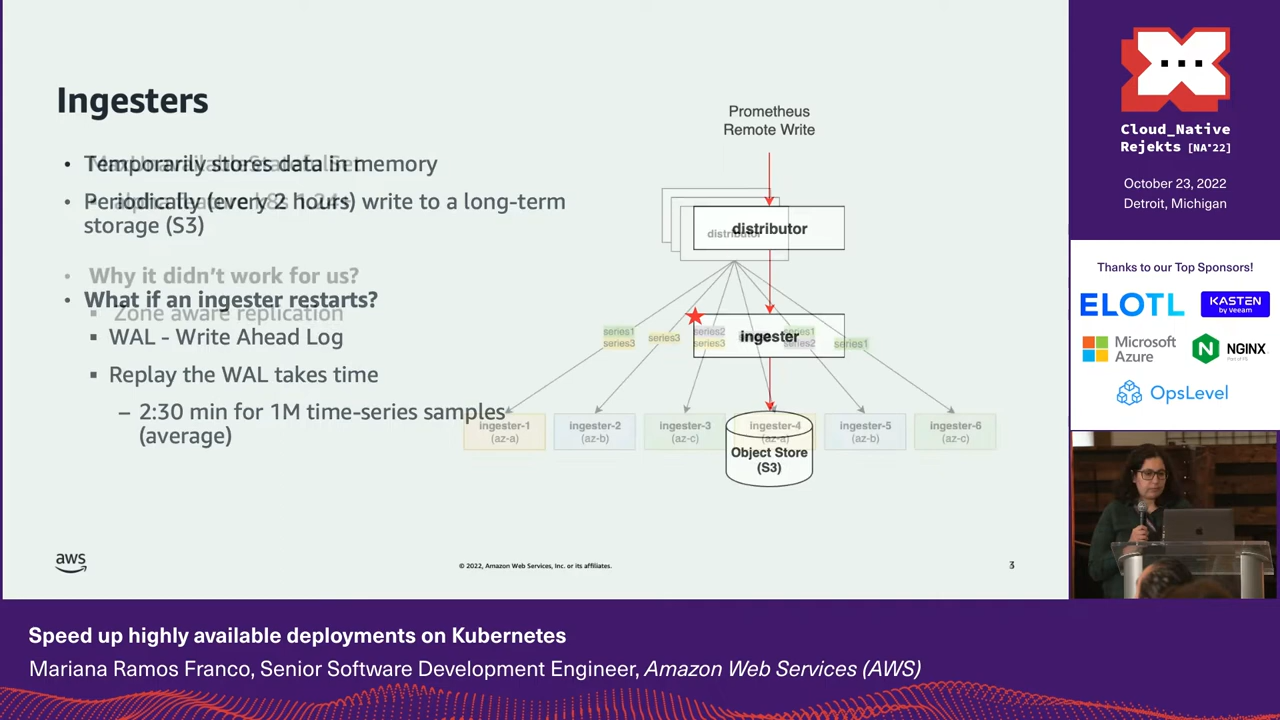 Ingesters
• Temporarily stores data in memory
• Periodically (every 2 hours) write to a long-term
storage (S3)
• Why it didn't work for us?
• What if an ingester restarts?
▪ Zone aware replication
▪ WAL - Write Ahead Log
▪ Replay the WAL takes time
– 2:30 min for 1M time-series samples
(average)
Prometheus
Remote Write
distributor
distributor
series1
series3
series3
series2
series3
ingester
series1
series2
series1
ingester-1
(az-a)
ingester-2
(az-b)
ingester-3
(az-c)
ingester-4
(az-a)
ingester-5
(az-b)
ingester-6
(az-c)
Object Store
(S3)
aws
© 2022, Amazon Web Services, Inc. or its affiliates.
3
Cloud_Native
Rejekts [NA'22]
October 23, 2022
Detroit, Michigan
Thanks to our Top Sponsors!
ELOTL
KASTEN
by Veeam
Microsoft
Azure
NGINX
Part of F5
OpsLevel
Speed up highly available deployments on Kubernetes
Mariana Ramos Franco, Senior Software Development Engineer, Amazon Web Services (AWS)